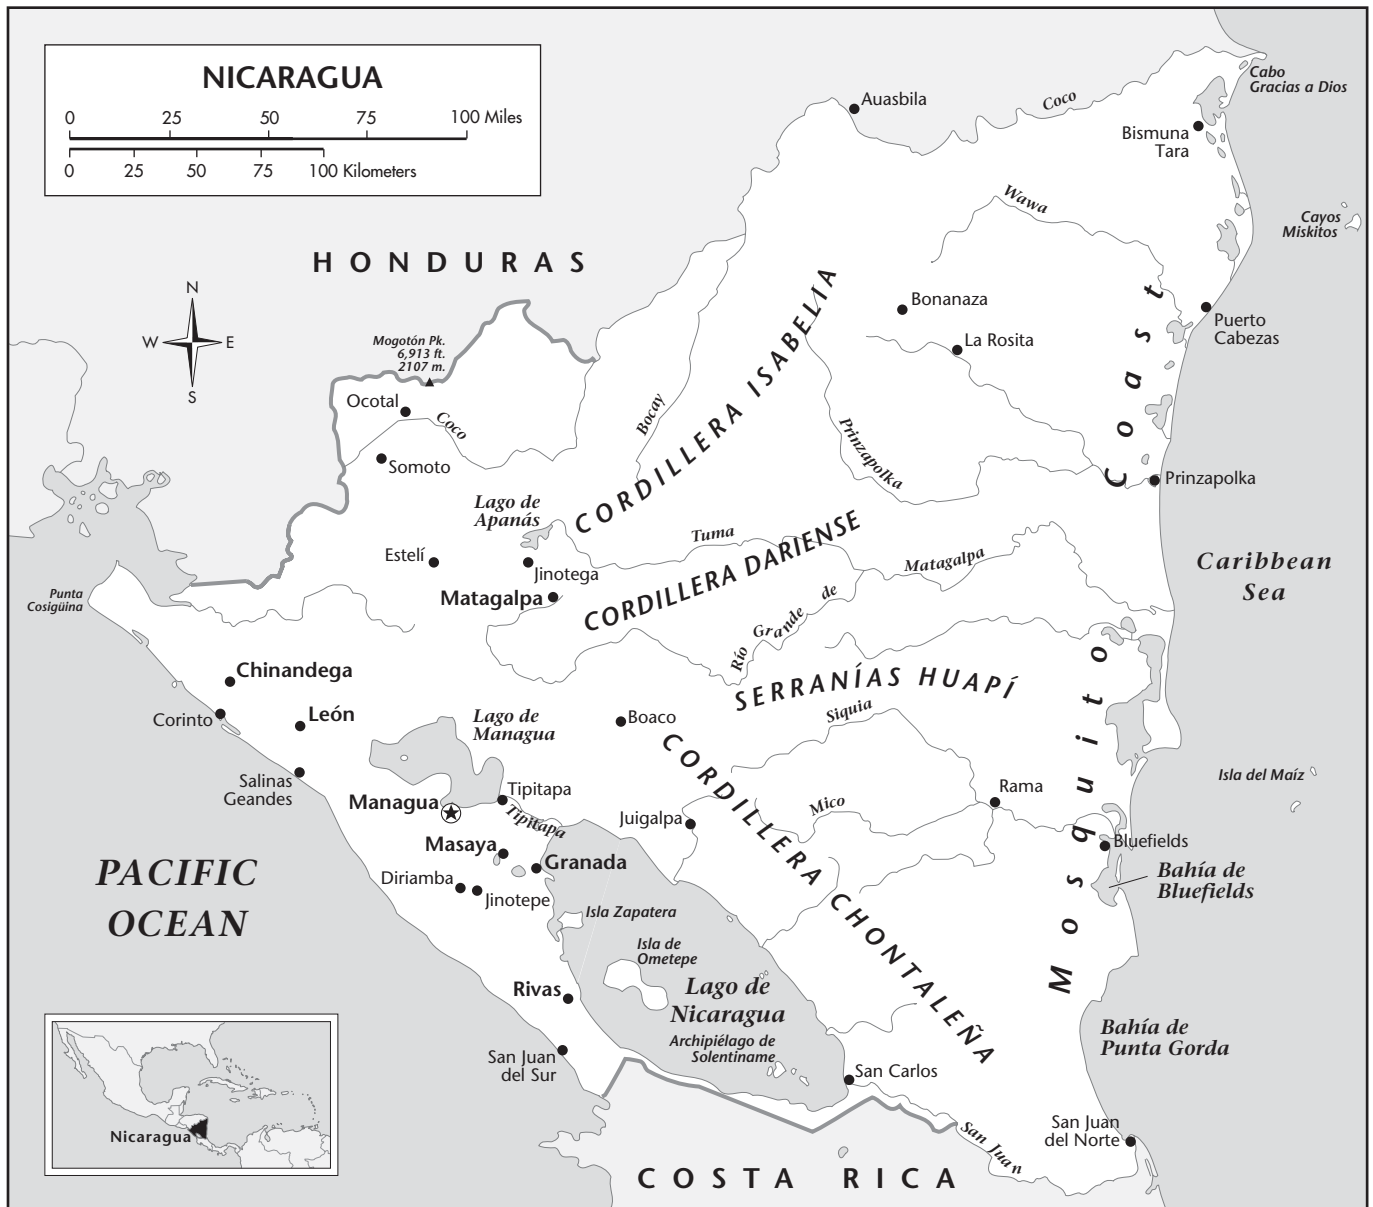 NICARAGUA
0 25 50 75 100 Miles
0 25 50 75 100 Kilometers
Cabo
Gracias a Dios
Auasbila
Coco
Bismuna
Tara
Wawa
Cayos
Miskitos
HONDURAS
N
W E
S
Bonanaza
La Rosita
Puerto
Cabezas
Mogotón Pk.
6,913 ft.
2107 m.
Ocotal
Coco
Somoto
Bocay
CORDILLERA ISABELIA
Prinzapolka
Prinzapolka
Lago de
Apanás
Estelí
Jinotega
Matagalpa
Tuma
CORDILLERA DARIENSE
Río Grande de Matagalpa
Caribbean
Sea
Punta
Cosigüina
Chinandega
Corinto
León
Salinas
Geandes
Lago de
Managua
Boaco
SERRANÍAS HUAPÍ
Siquia
Mosquito Coast
Isla del Maíz
Managua
Tipitapa
Tipitapa
Juigalpa
Mico
Rama
Masaya
Granada
Bluefields
Bahía de
Bluefields
Diriamba
Jinotepe
PACIFIC
OCEAN
Isla Zapatera
Isla de
Ometepe
CORDILLERA CHONTALEÑA
Rivas
Lago de
Nicaragua
Archipiélago de
Solentiname
Bahía de
Punta Gorda
San Juan
del Sur
San Carlos
San Juan
San Juan
del Norte
Nicaragua
COSTA RICA